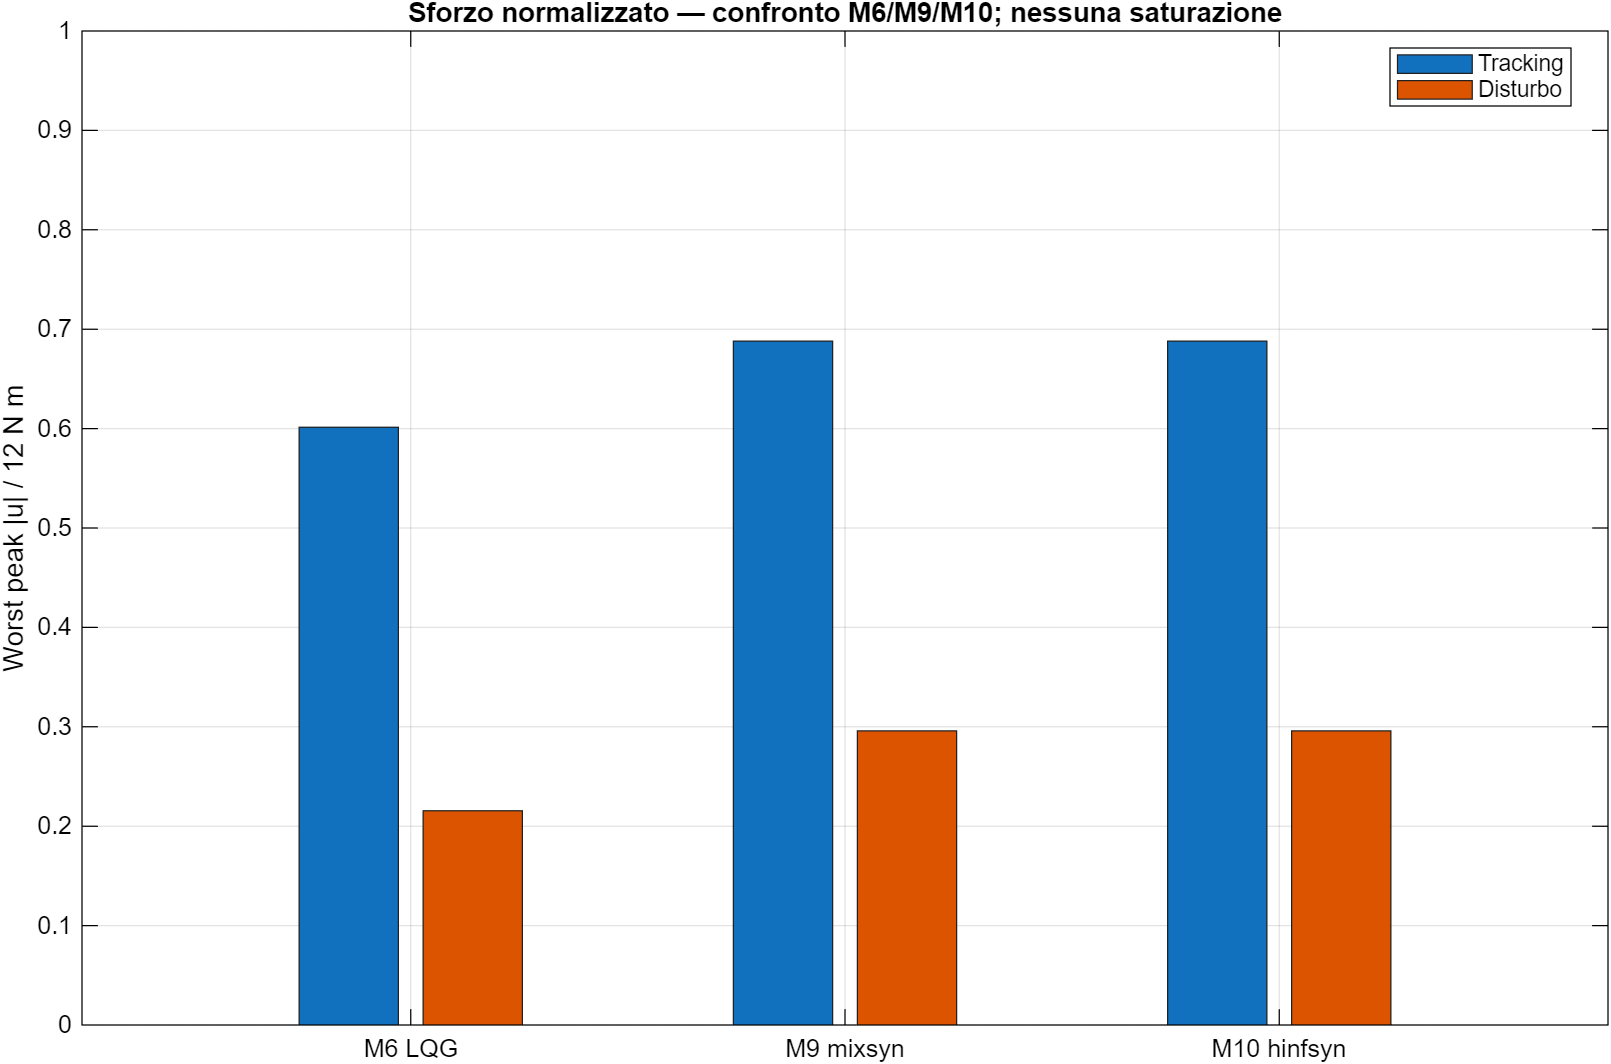 Sforzo normalizzato — confronto M6/M9/M10; nessuna saturazione
Tracking
Disturbo
Worst peak |u| / 12 N m
1
0.9
0.8
0.7
0.6
0.5
0.4
0.3
0.2
0.1
0
M6 LQG
M9 mixsyn
M10 hinfsyn